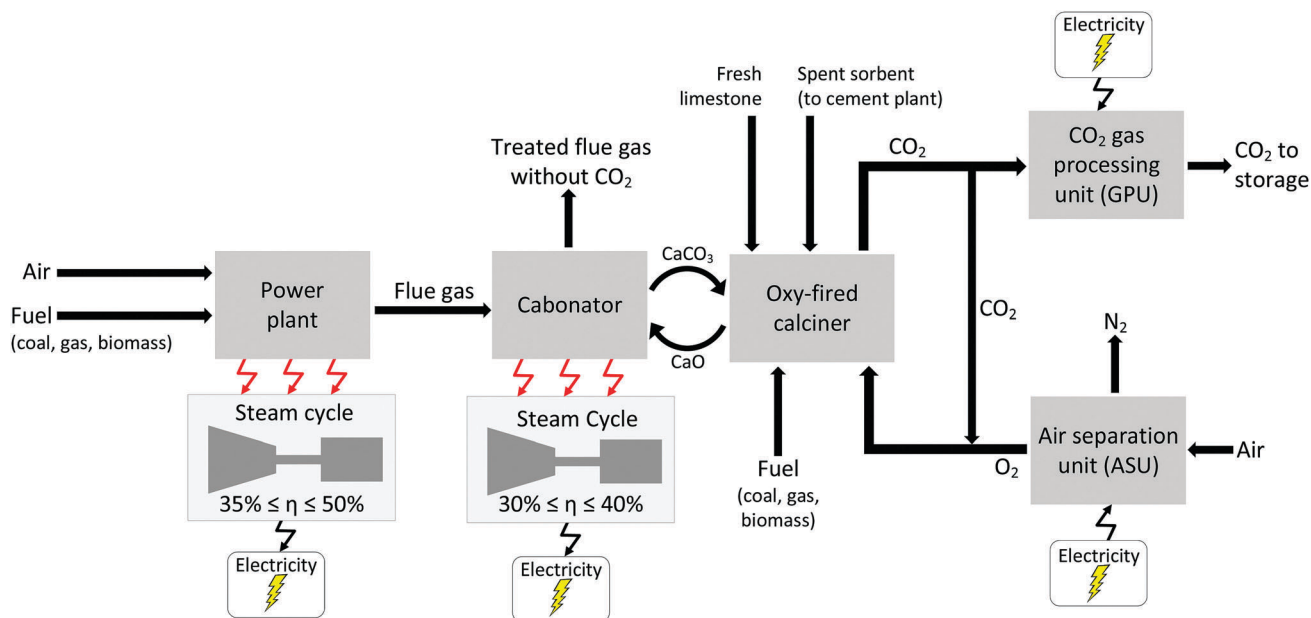 Electricity
Fresh
limestone
Spent sorbent
(to cement plant)
CO₂ gas
processing
unit (GPU)
CO₂
CO₂ to
storage
Treated flue gas
without CO₂
Air
Fuel
(coal, gas, biomass)
Power
plant
Flue gas
Cabonator
CaCO₃
CaO
Oxy-fired
calciner
CO₂
N₂
Steam cycle
35% ≤ η ≤ 50%
Steam Cycle
30% ≤ η ≤ 40%
Fuel
(coal, gas,
biomass)
O₂
Air separation
unit (ASU)
Air
Electricity
Electricity
Electricity